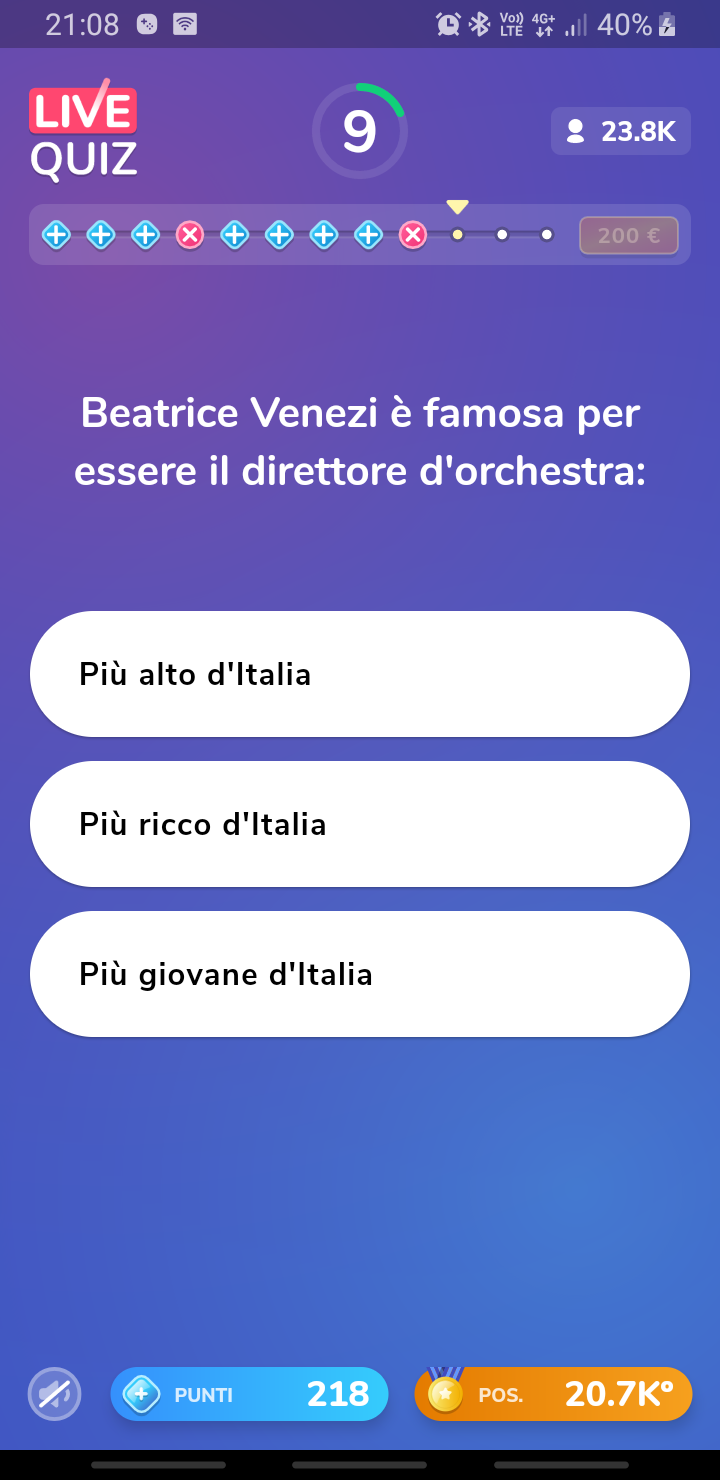 21:08 Vo)) LTE 4G+ 40%
LIVE
QUIZ
9
23.8K
200 €
Beatrice Venezi è famosa per
essere il direttore d'orchestra:
Più alto d'Italia
Più ricco d'Italia
Più giovane d'Italia
PUNTI 218
POS. 20.7Kº